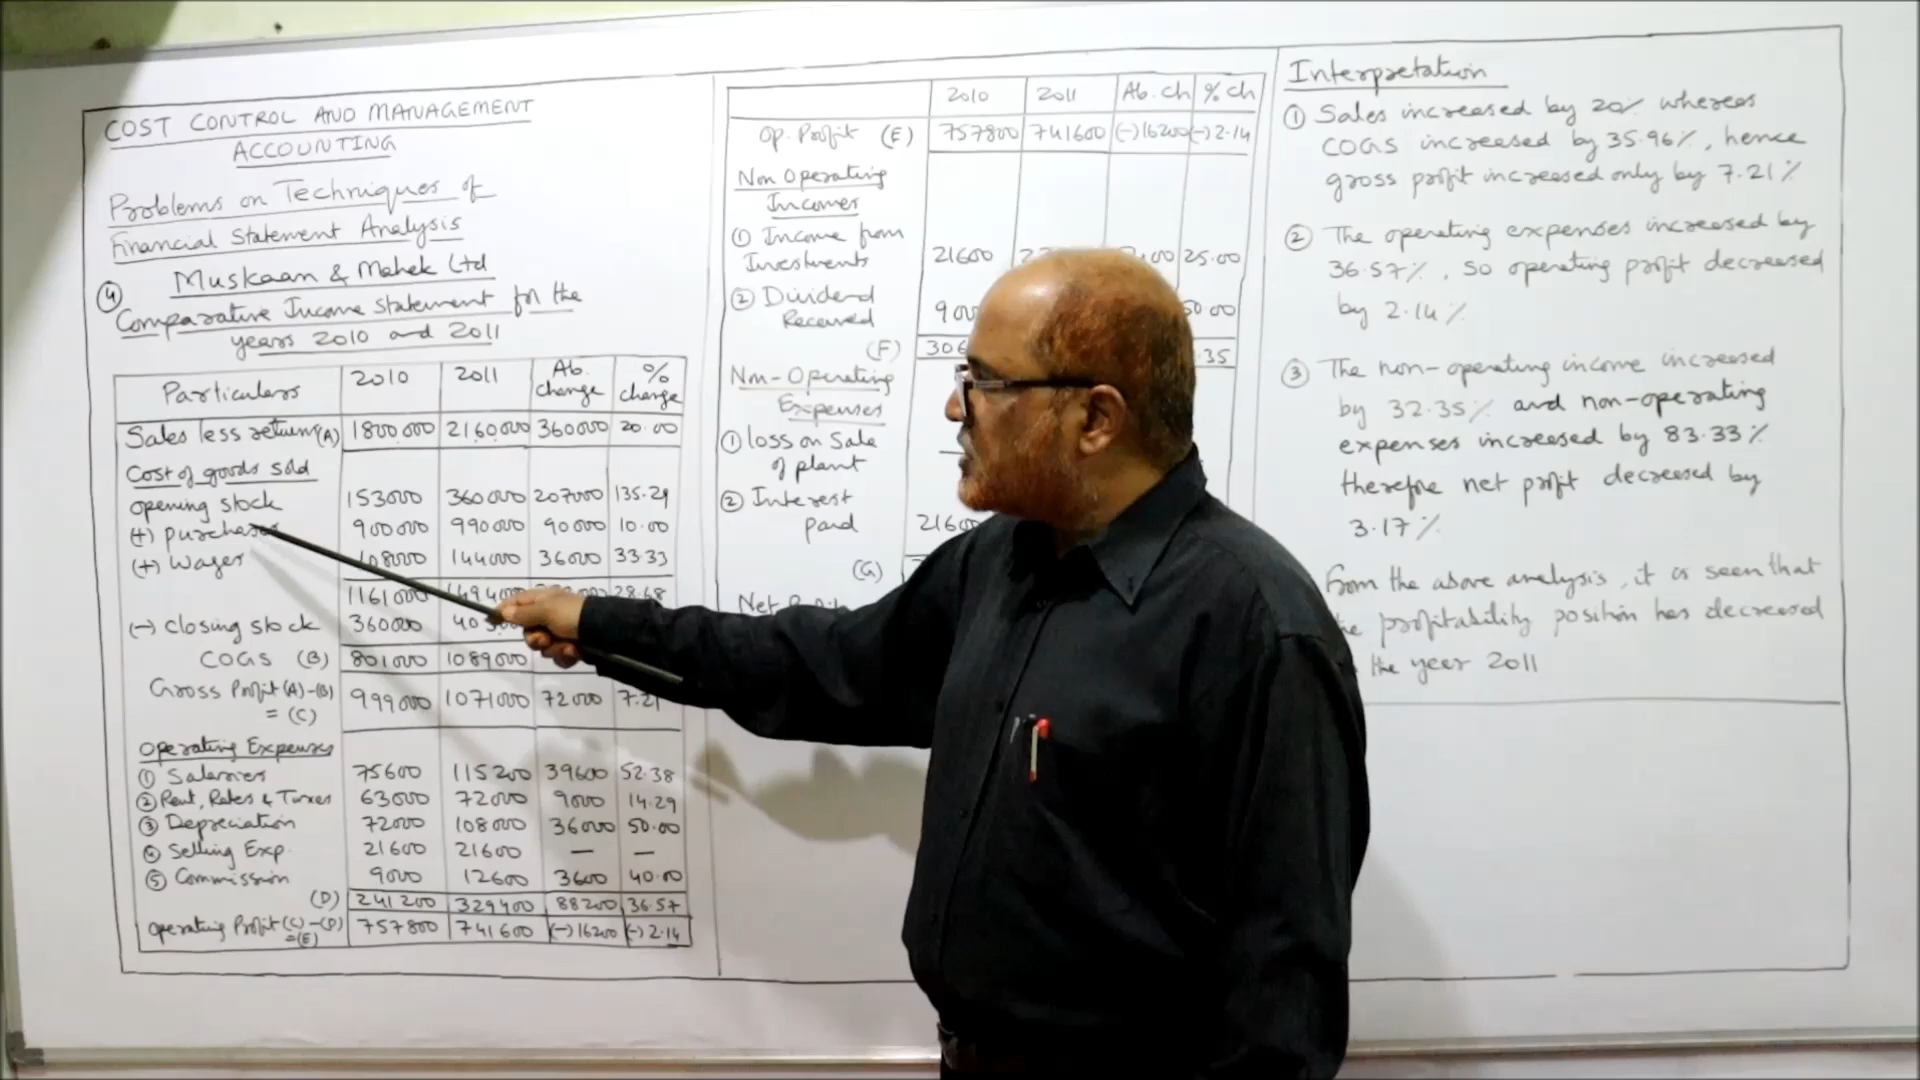 COST CONTROL AND MANAGEMENT
ACCOUNTING
Problems on Techniques of
Financial Statement Analysis
Muskaan & Mahek Ltd
④ Comparative Income Statement for the
years 2010 and 2011
Particulars 2010 2011 Ab. change % change
Sales less return (A) 1800,000 2160000 360000 20.00
Cost of goods sold
opening stock 153000 360000 207000 135.29
(+) purchases 900000 990000 90000 10.00
(+) Wages 108000 144000 36000 33.33
1161000 1494000 28.68
(-) Closing stock 360000
COGS (B) 801000 1089000
Gross Profit (A)-(B) 999000 1071000 72000 7.21
= (C)
Operating Expenses
① Salaries 75600 115200 39600 52.38
② Rent, Rates & Taxes 63000 72000 9000 14.29
③ Depreciation 72000 108000 36000 50.00
④ Selling Exp. 21600 21600 — —
⑤ Commission 9000 12600 3600 40.00
(D) 241200 329400 88200 36.57
Operating Profit (C)-(D) 757800 741600 (-)16200 (-)2.14
=(E)
2010 2011 Ab.ch % ch
Op. Profit (E) 757800 741600 (-)16200 (-)2.14
Non Operating
Incomes
① Income from
Investments 21600 25.00
② Dividend
Received
(F)
Non-Operating
Expenses
① loss on Sale
of plant —
② Interest
paid 21600
(G)
Interpretation
① Sales increased by 20% whereas
COGS increased by 35.96%, hence
gross profit increased only by 7.21%
② The operating expenses increased by
36.57%, so operating profit decreased
by 2.14%
③ The non-operating income increased
by 32.35% and non-operating
expenses increased by 83.33%
therefore net profit decreased by
3.17%
From the above analysis, it is seen that
profitability position has decreased
the year 2011